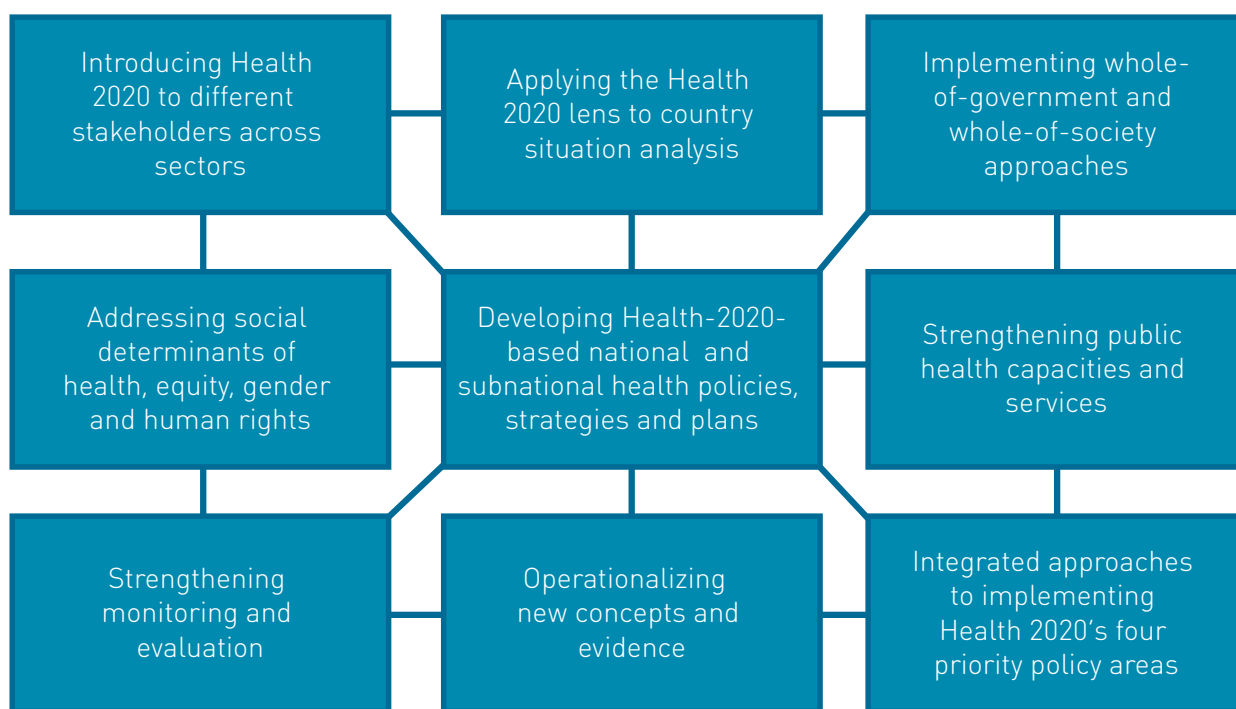 Introducing Health
2020 to different
stakeholders across
sectors
Applying the Health
2020 lens to country
situation analysis
Implementing whole-
of-government and
whole-of-society
approaches
Addressing social
determinants of
health, equity, gender
and human rights
Developing Health-2020-
based national and
subnational health policies,
strategies and plans
Strengthening public
health capacities and
services
Strengthening
monitoring and
evaluation
Operationalizing
new concepts and
evidence
Integrated approaches
to implementing
Health 2020's four
priority policy areas